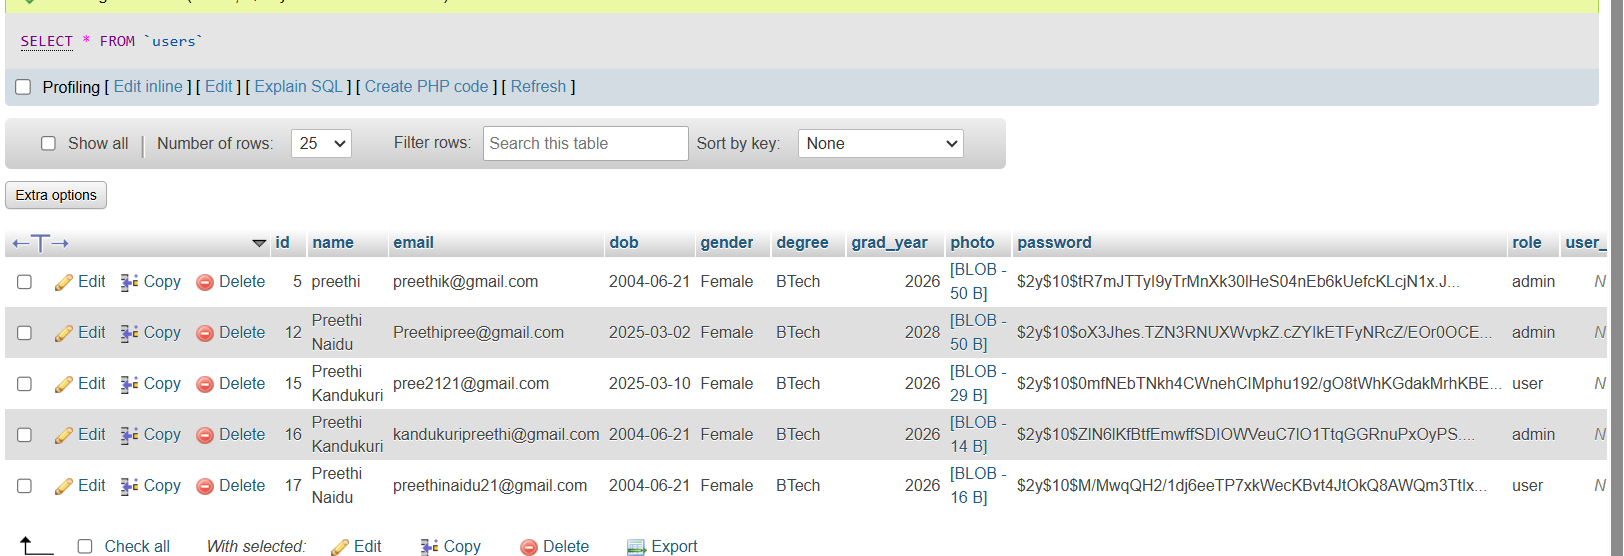 SELECT * FROM `users`
Profiling [ Edit inline ] [ Edit ] [ Explain SQL ] [ Create PHP code ] [ Refresh ]
Show all | Number of rows: 25 Filter rows: Search this table Sort by key: None
Extra options
←T→ id name email dob gender degree grad_year photo password role user_
Edit Copy Delete 5 preethi preethik@gmail.com 2004-06-21 Female BTech 2026 [BLOB - 50 B] $2y$10$tR7mJTTyl9yTrMnXk30lHeS04nEb6kUefcKLcjN1x.J... admin N
Edit Copy Delete 12 Preethi Naidu Preethipree@gmail.com 2025-03-02 Female BTech 2028 [BLOB - 50 B] $2y$10$oX3Jhes.TZN3RNUXWvpkZ.cZYlkETFyNRcZ/EOr0OCE... admin N
Edit Copy Delete 15 Preethi Kandukuri pree2121@gmail.com 2025-03-10 Female BTech 2026 [BLOB - 29 B] $2y$10$0mfNEbTNkh4CWnehClMphu192/gO8tWhKGdakMrhKBE... user N
Edit Copy Delete 16 Preethi Kandukuri kandukuripreethi@gmail.com 2004-06-21 Female BTech 2026 [BLOB - 14 B] $2y$10$ZlN6lKfBtfEmwffSDIOWVeuC7lO1TtqGGRnuPxOyPS.... admin N
Edit Copy Delete 17 Preethi Naidu preethinaidu21@gmail.com 2004-06-21 Female BTech 2026 [BLOB - 16 B] $2y$10$M/MwqQH2/1dj6eeTP7xkWecKBvt4JtOkQ8AWQm3Ttlx... user N
Check all With selected: Edit Copy Delete Export